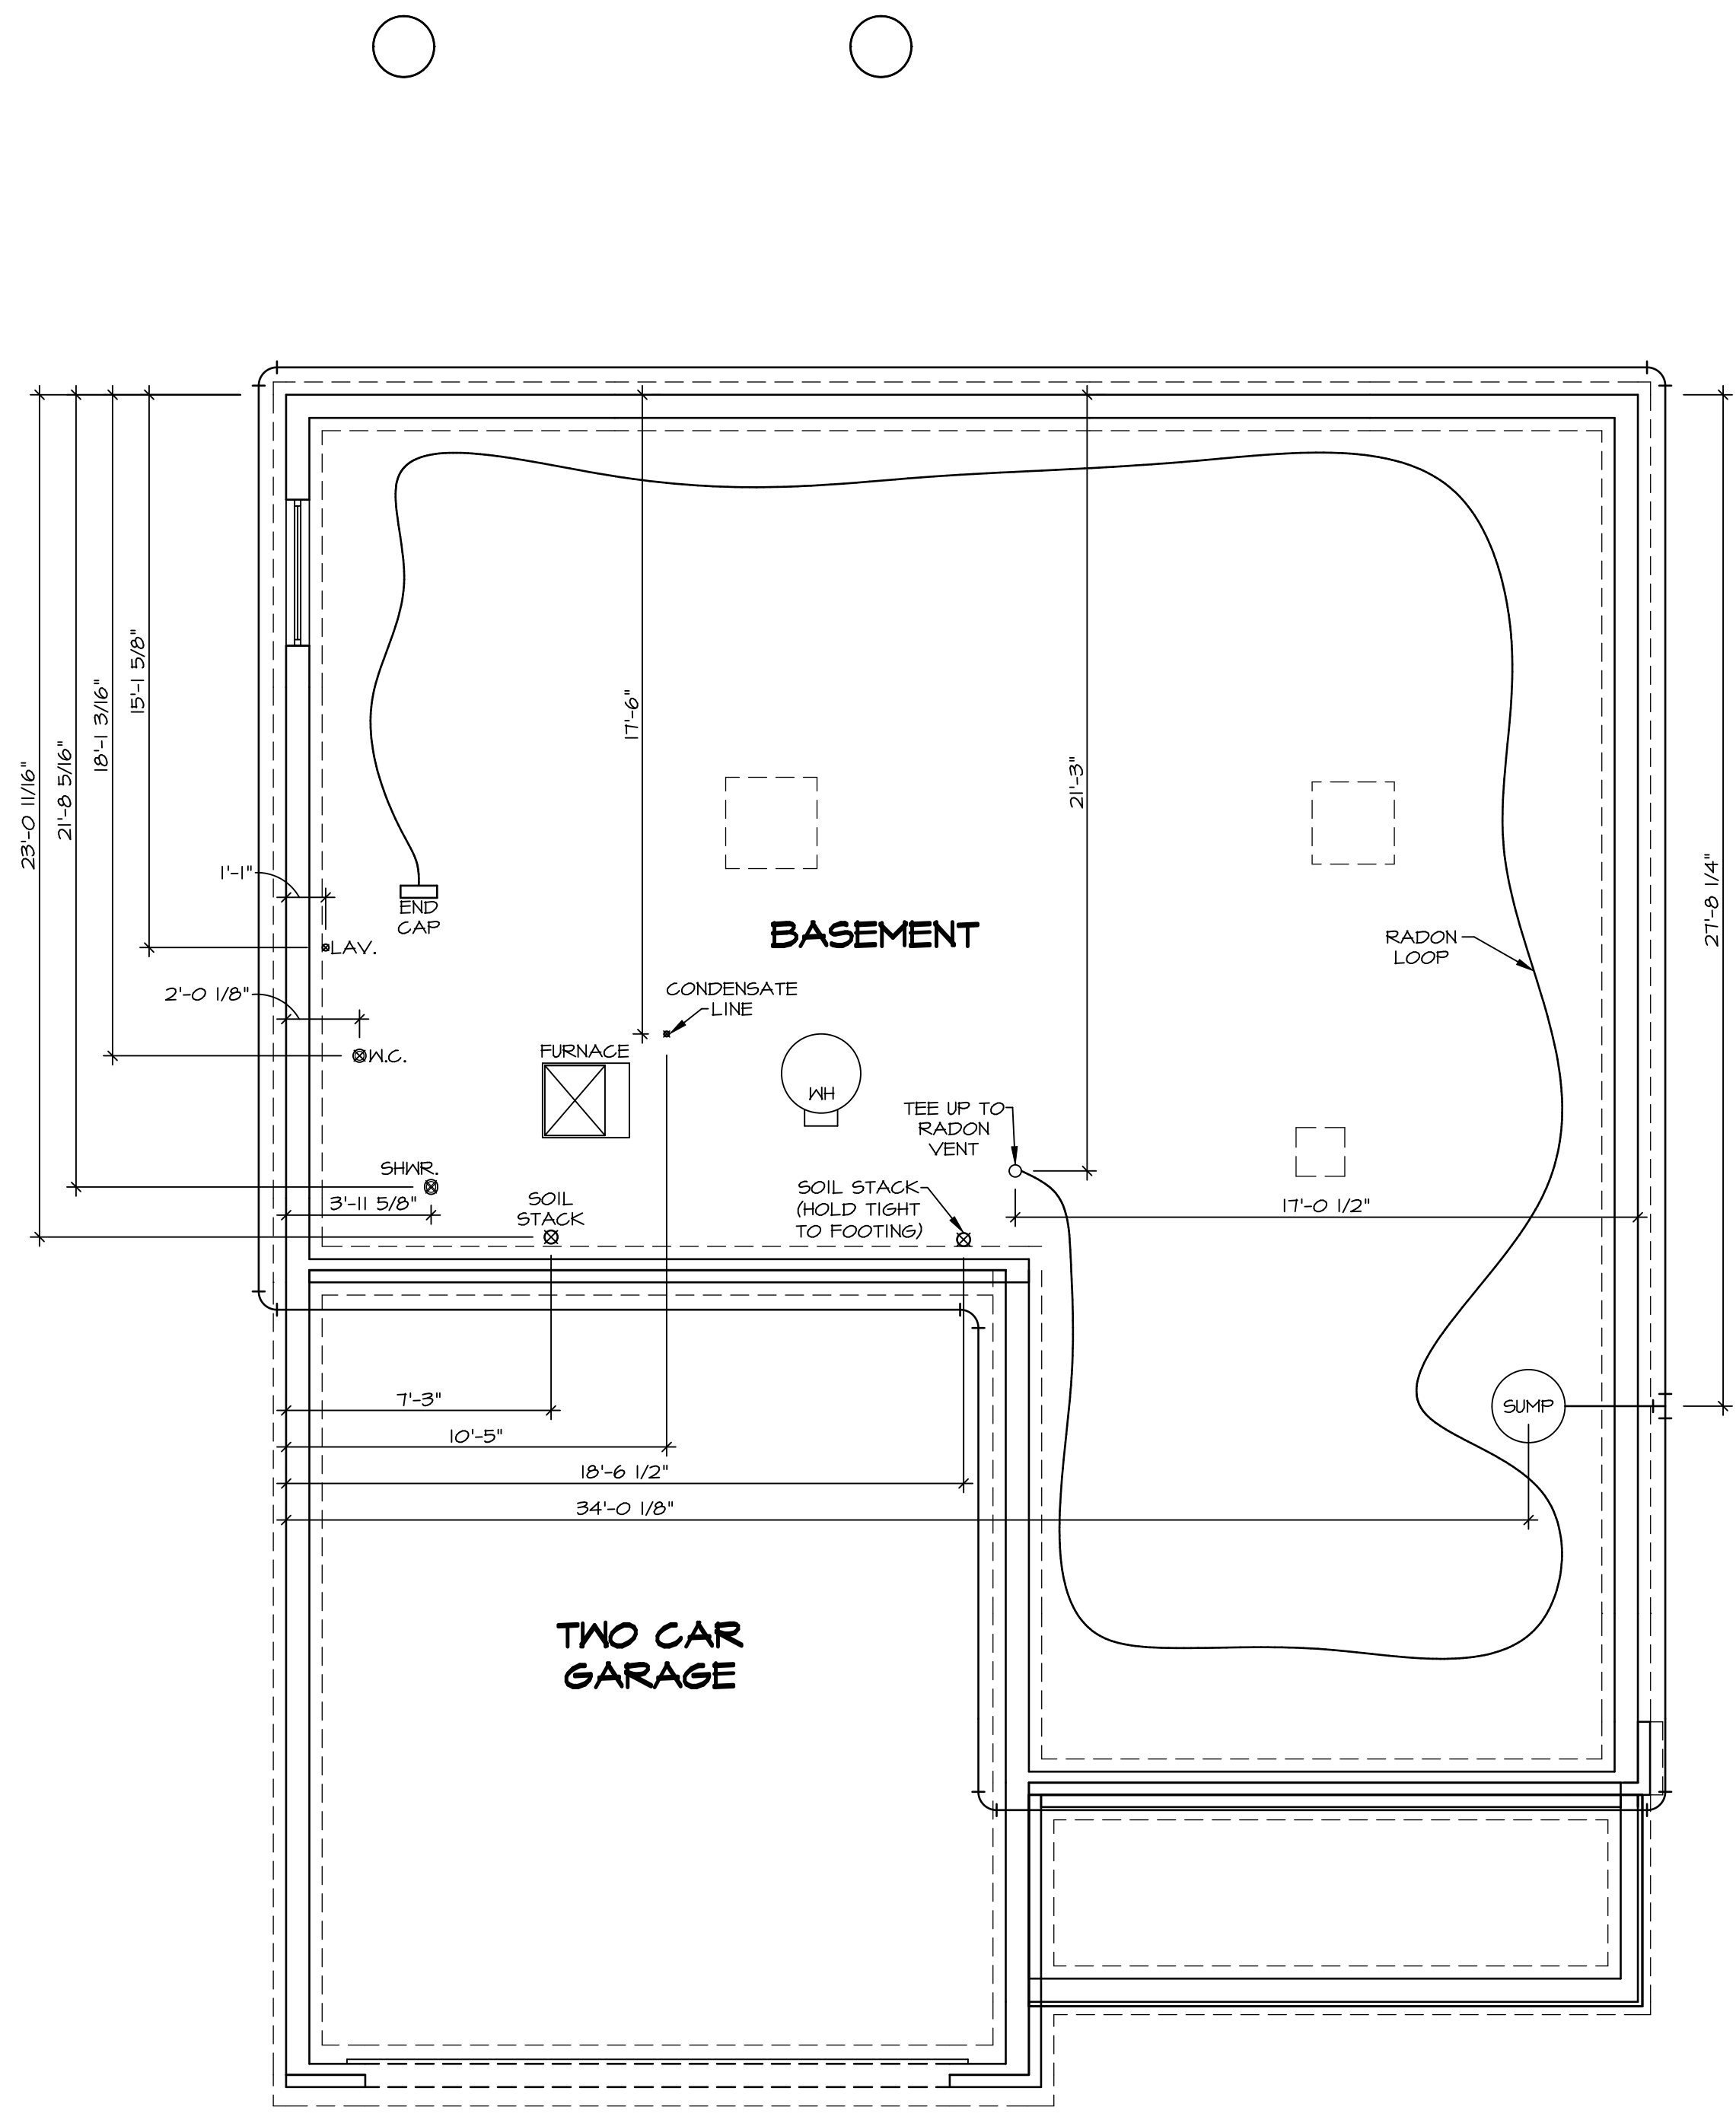 15'-1 5/8"
18'-1 3/16"
21'-8 5/16"
23'-0 11/16"
17'-6"
21'-3"
27'-8 1/4"
1'-1"
END
CAP
LAV.
BASEMENT
RADON
LOOP
2'-0 1/8"
CONDENSATE
LINE
W.C.
FURNACE
WH
TEE UP TO
RADON
VENT
SHWR.
3'-11 5/8"
SOIL
STACK
SOIL STACK
(HOLD TIGHT
TO FOOTING)
17'-0 1/2"
7'-3"
SUMP
10'-5"
18'-6 1/2"
34'-0 1/8"
TWO CAR
GARAGE